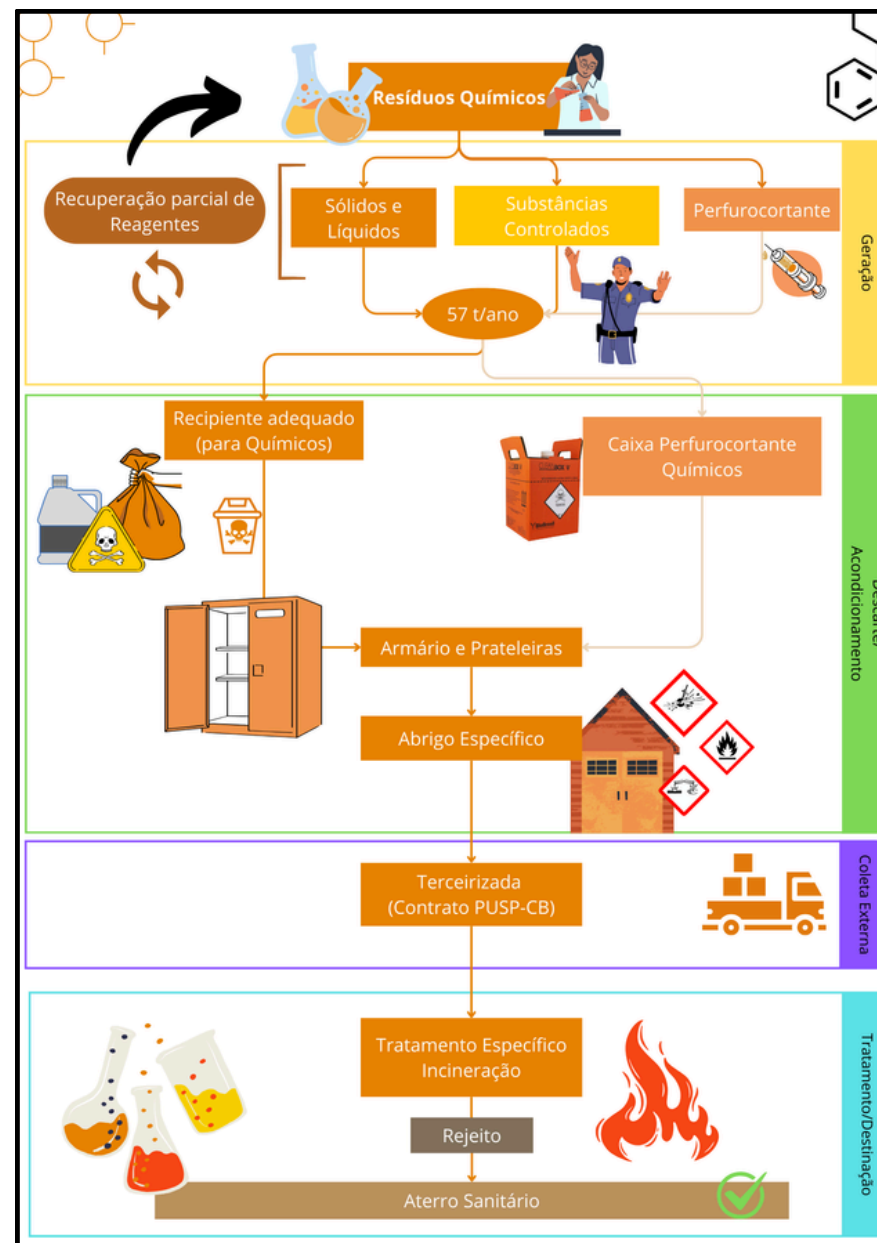 Resíduos Químicos
Recuperação parcial de
Reagentes
Sólidos e
Líquidos
Substâncias
Controlados
Perfurocortante
Geração
57 t/ano
Recipiente adequado
(para Químicos)
Caixa Perfurocortante
Químicos
Acondicionamento
Armário e Prateleiras
Abrigo Específico
Terceirizada
(Contrato PUSP-CB)
Coleta Externa
Tratamento Específico
Incineração
Rejeito
Aterro Sanitário
Tratamento/Destinação